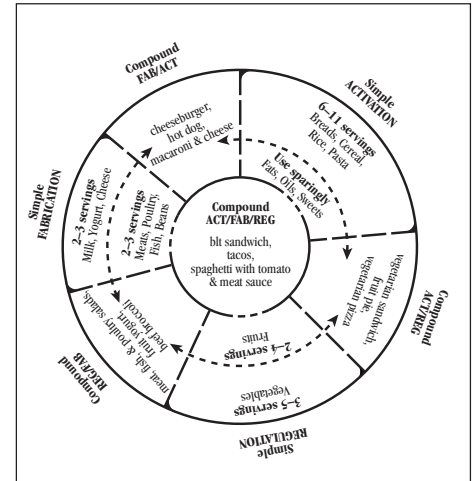 Compound
FAB/ACT
cheeseburger,
hot dog,
macaroni & cheese
Simple
ACTIVATION
6–11 servings
Breads, Cereal,
Rice, Pasta
Use sparingly
Fats, Oils, Sweets
Compound
ACT/REG
vegetarian sandwich,
fruit pie,
vegetarian pizza
Simple
REGULATION
3–5 servings
Vegetables
2–4 servings
Fruits
Compound
REG/FAB
meat, fish, & poultry salads,
fruit yogurt,
beef broccoli
Simple
FABRICATION
2–3 servings
Milk, Yogurt, Cheese
2–3 servings
Meats, Poultry,
Fish, Beans
Compound
ACT/FAB/REG
blt sandwich,
tacos,
spaghetti with tomato
& meat sauce